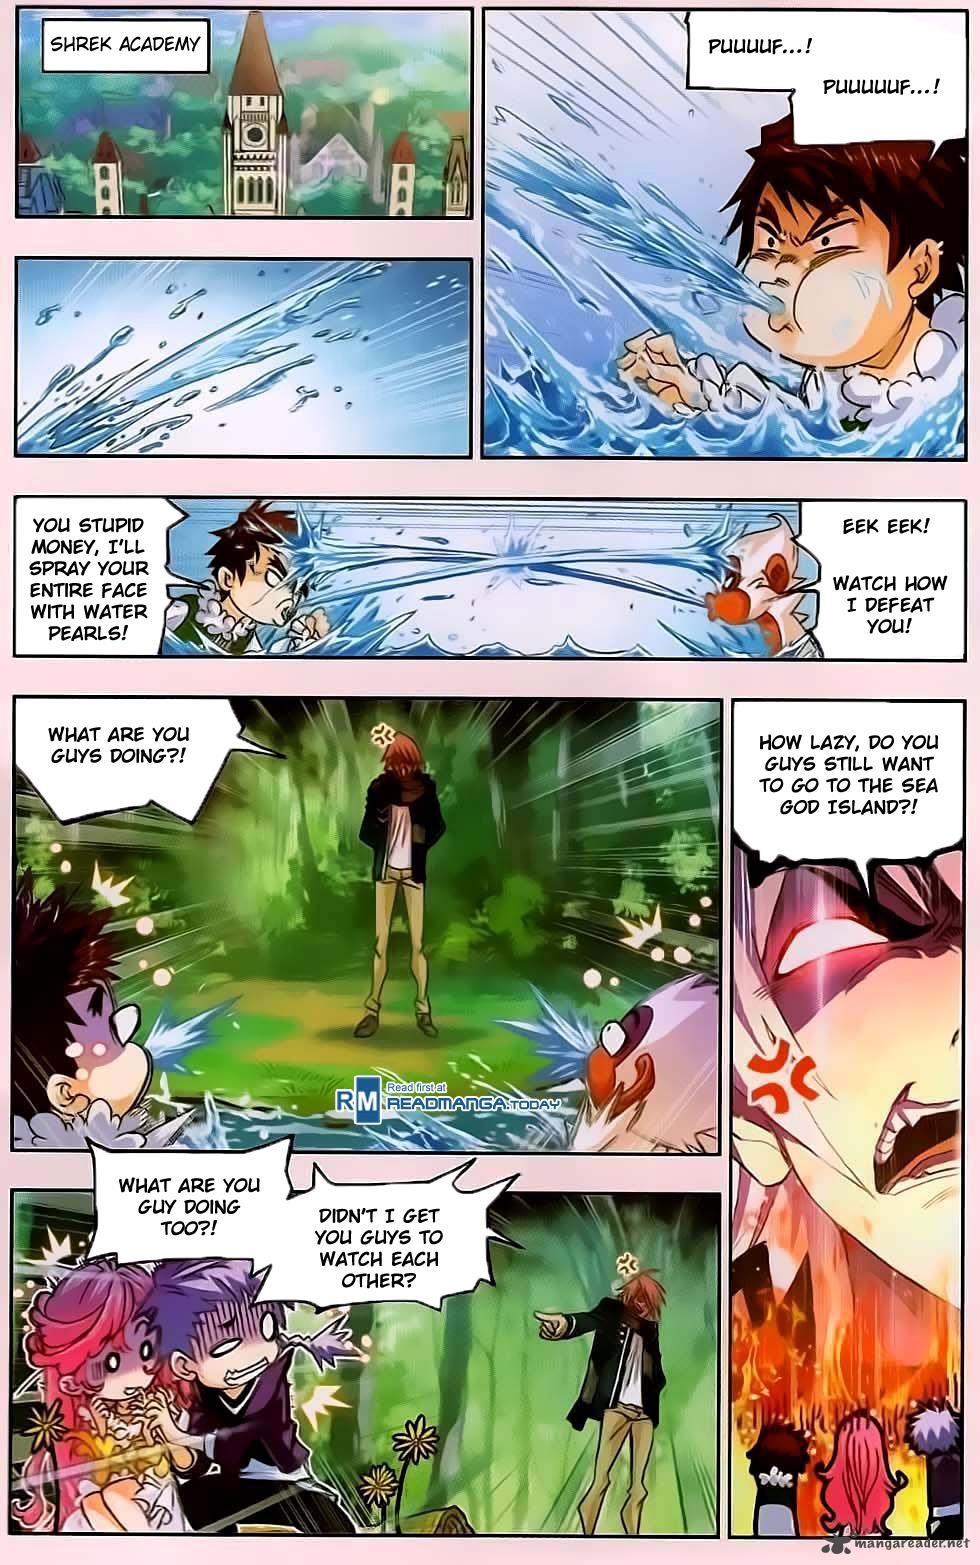 SHREK ACADEMY
PUUUUF...!
PUUUUUF...!
YOU STUPID
MONEY, I'LL
SPRAY YOUR
ENTIRE FACE
WITH WATER
PEARLS!
EEK EEK!
WATCH HOW
I DEFEAT
YOU!
WHAT ARE YOU
GUYS DOING?!
HOW LAZY, DO YOU
GUYS STILL WANT
TO GO TO THE SEA
GOD ISLAND?!
RM Read first at
READMANGA.TODAY
WHAT ARE YOU
GUY DOING
TOO?!
DIDN'T I GET
YOU GUYS TO
WATCH EACH
OTHER?
mangareader.net